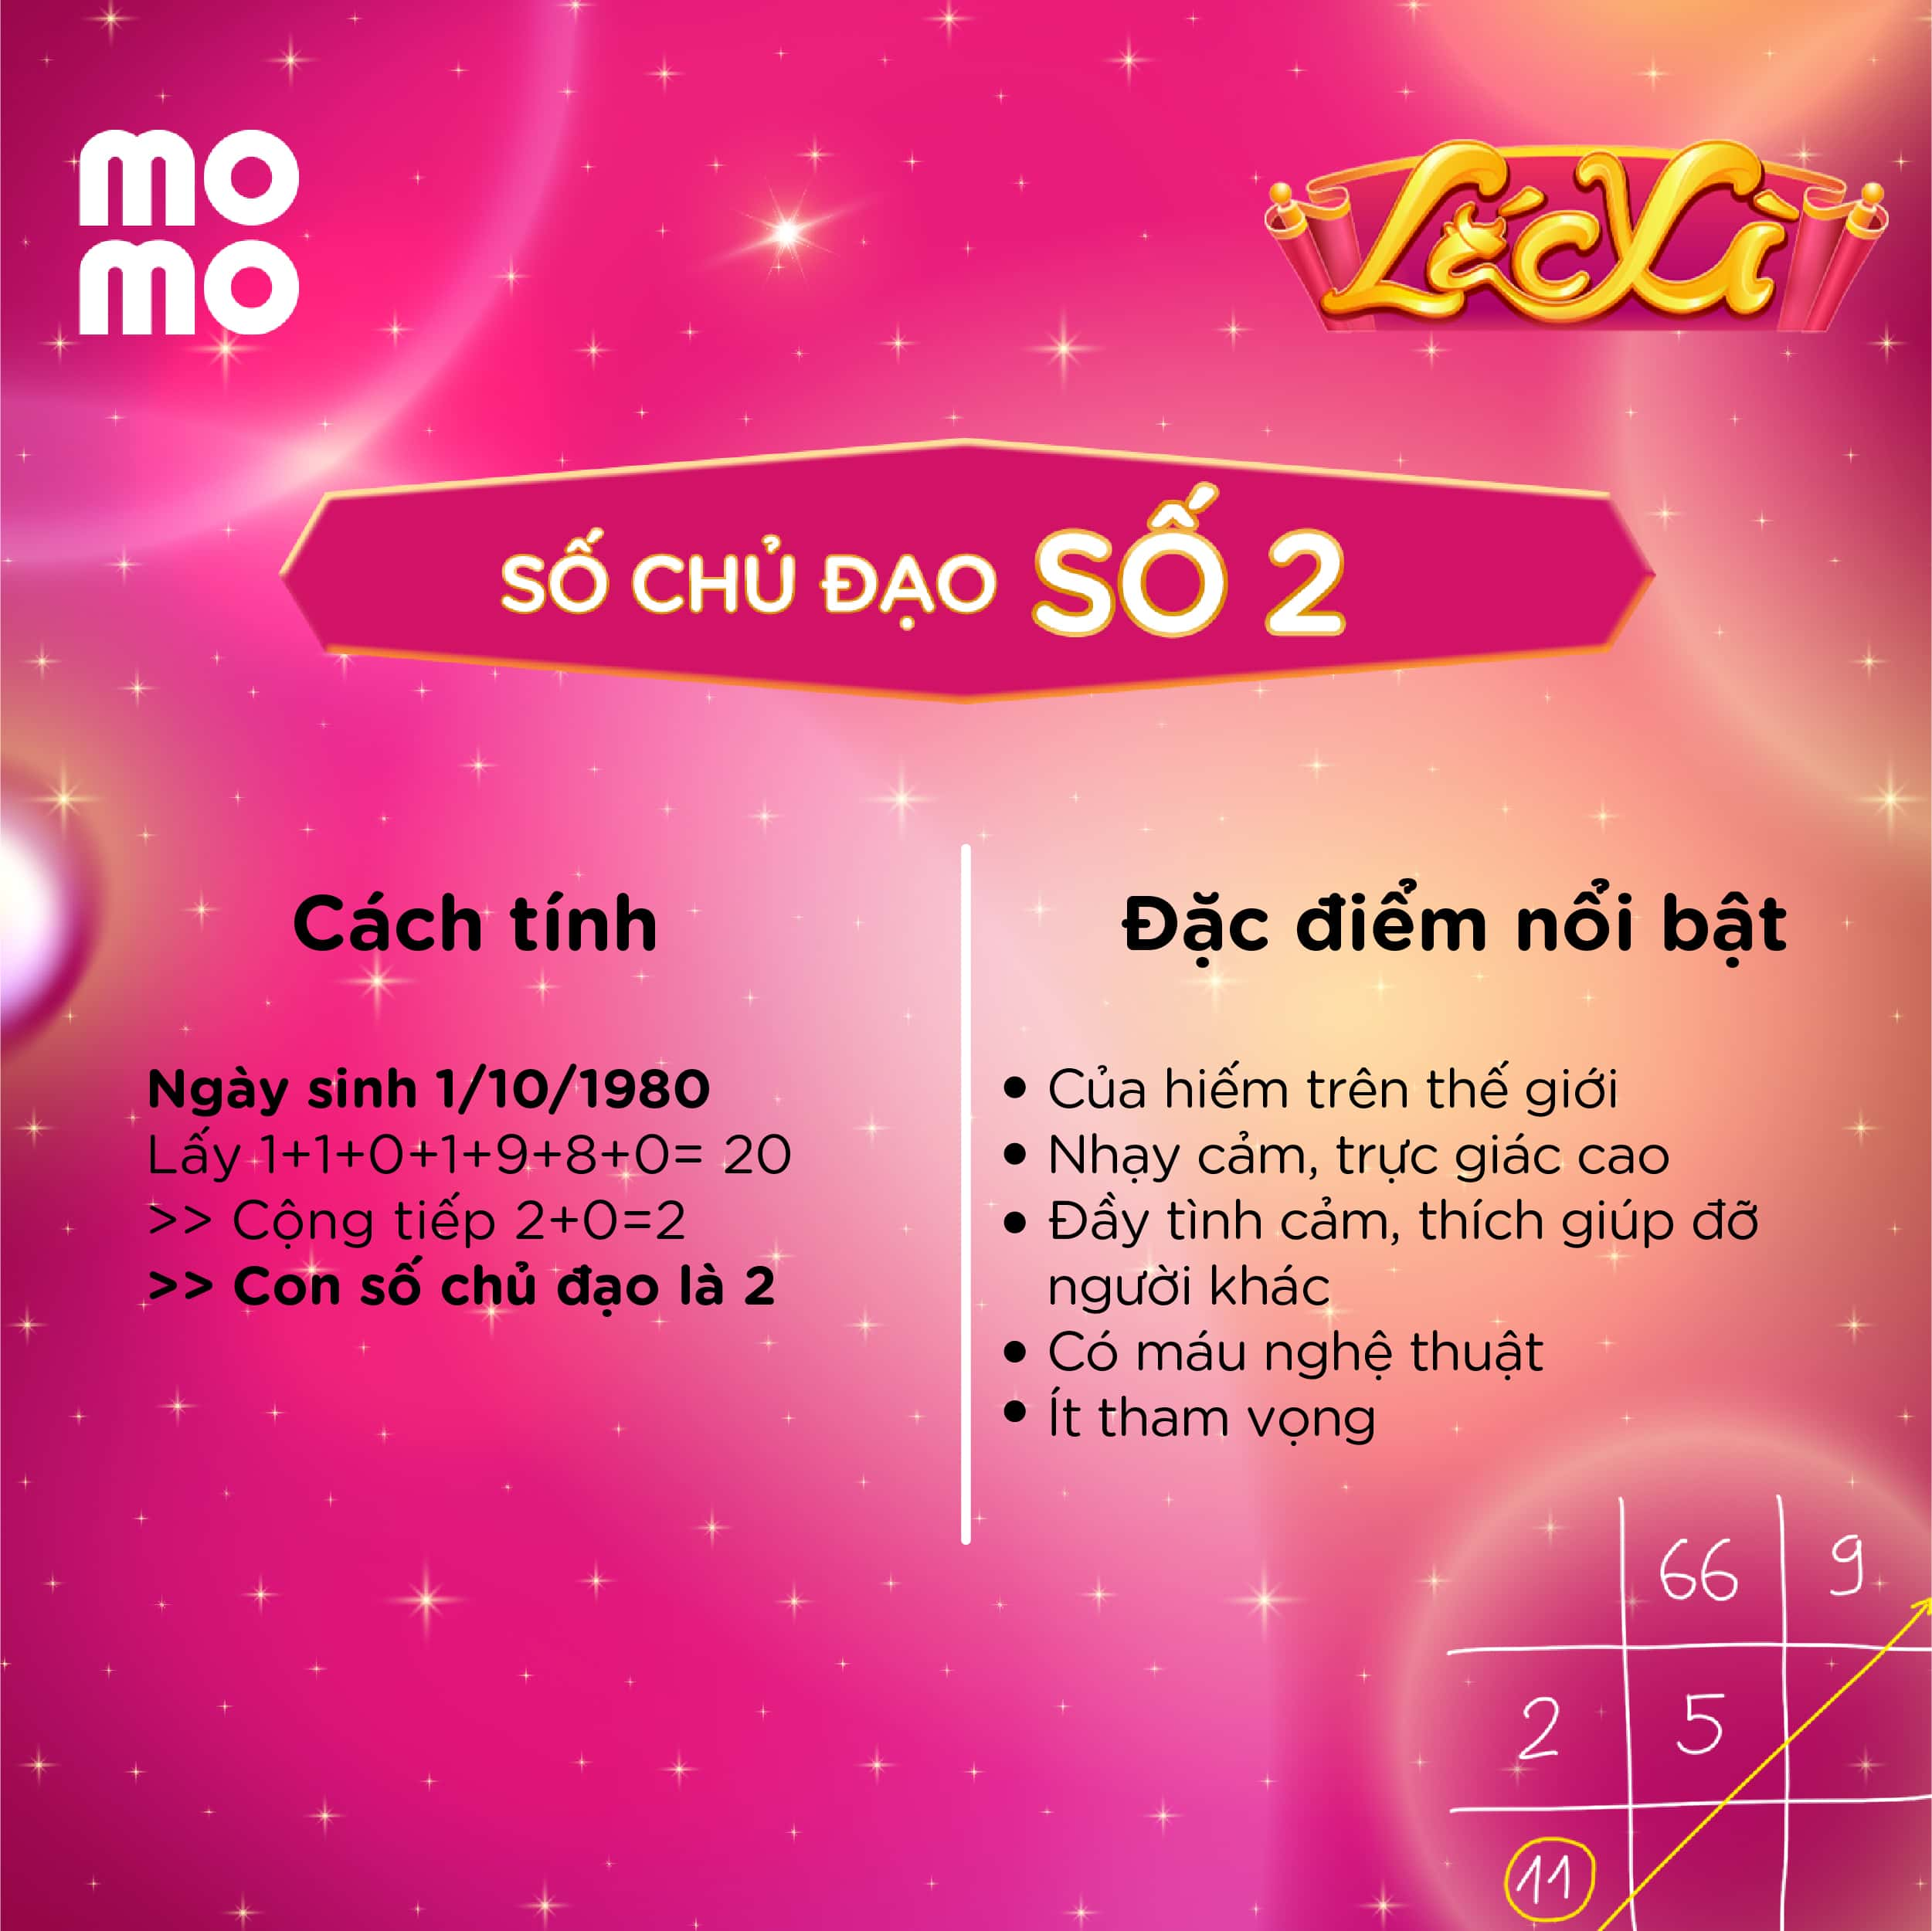 mo
mo
Lắc Xì
SỐ CHỦ ĐẠO SỐ 2
Cách tính
Ngày sinh 1/10/1980
Lấy 1+1+0+1+9+8+0= 20
>> Cộng tiếp 2+0=2
>> Con số chủ đạo là 2
Đặc điểm nổi bật
• Của hiếm trên thế giới
• Nhạy cảm, trực giác cao
• Đầy tình cảm, thích giúp đỡ
người khác
• Có máu nghệ thuật
• Ít tham vọng
66 9
2 5
11